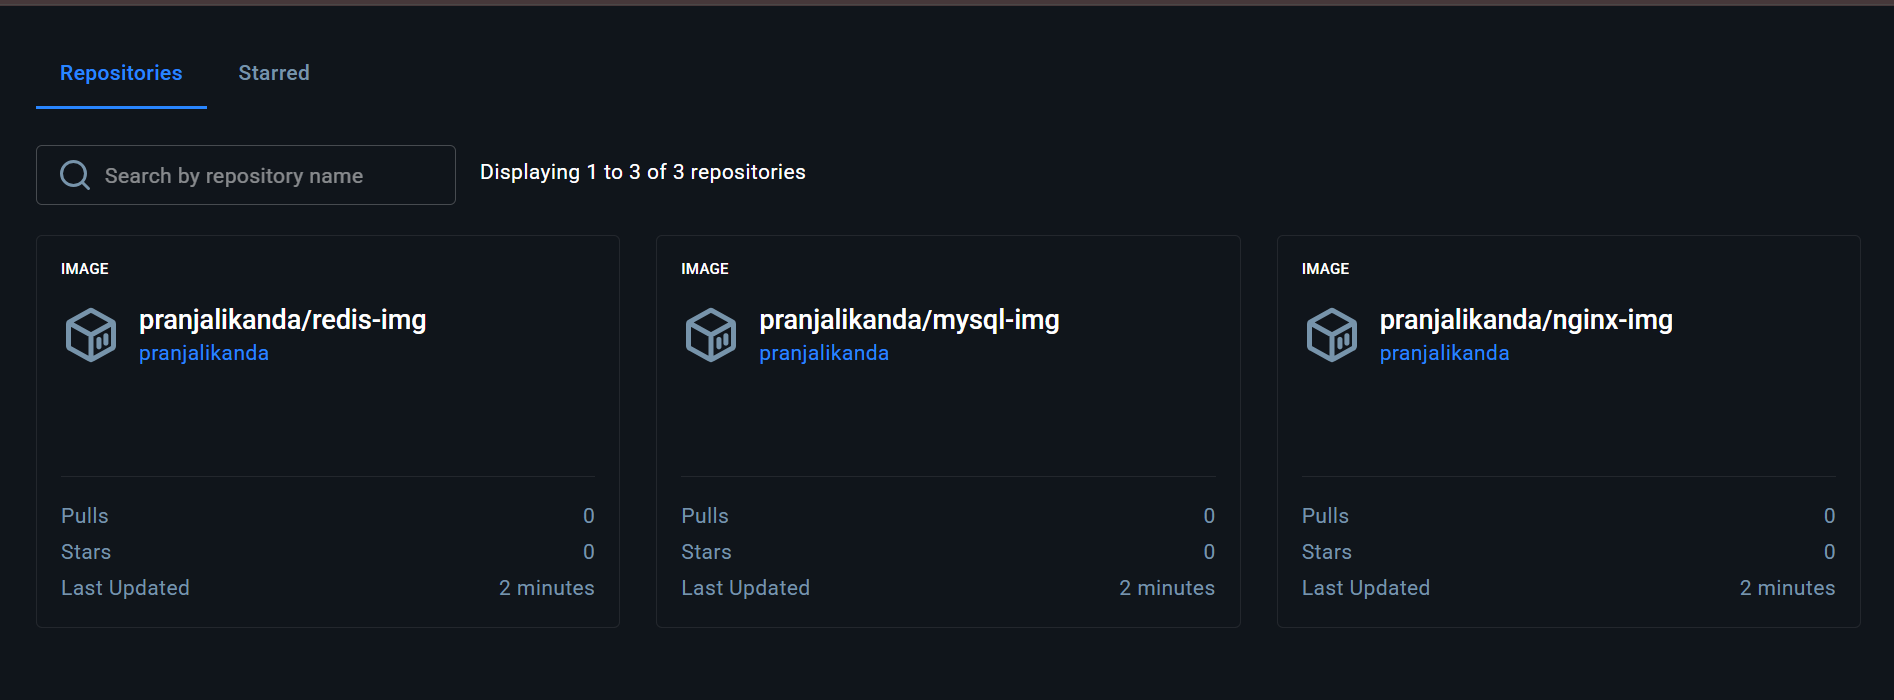 Repositories
Starred
Search by repository name
Displaying 1 to 3 of 3 repositories
IMAGE
pranjalikanda/redis-img
pranjalikanda
Pulls 0
Stars 0
Last Updated 2 minutes
IMAGE
pranjalikanda/mysql-img
pranjalikanda
Pulls 0
Stars 0
Last Updated 2 minutes
IMAGE
pranjalikanda/nginx-img
pranjalikanda
Pulls 0
Stars 0
Last Updated 2 minutes